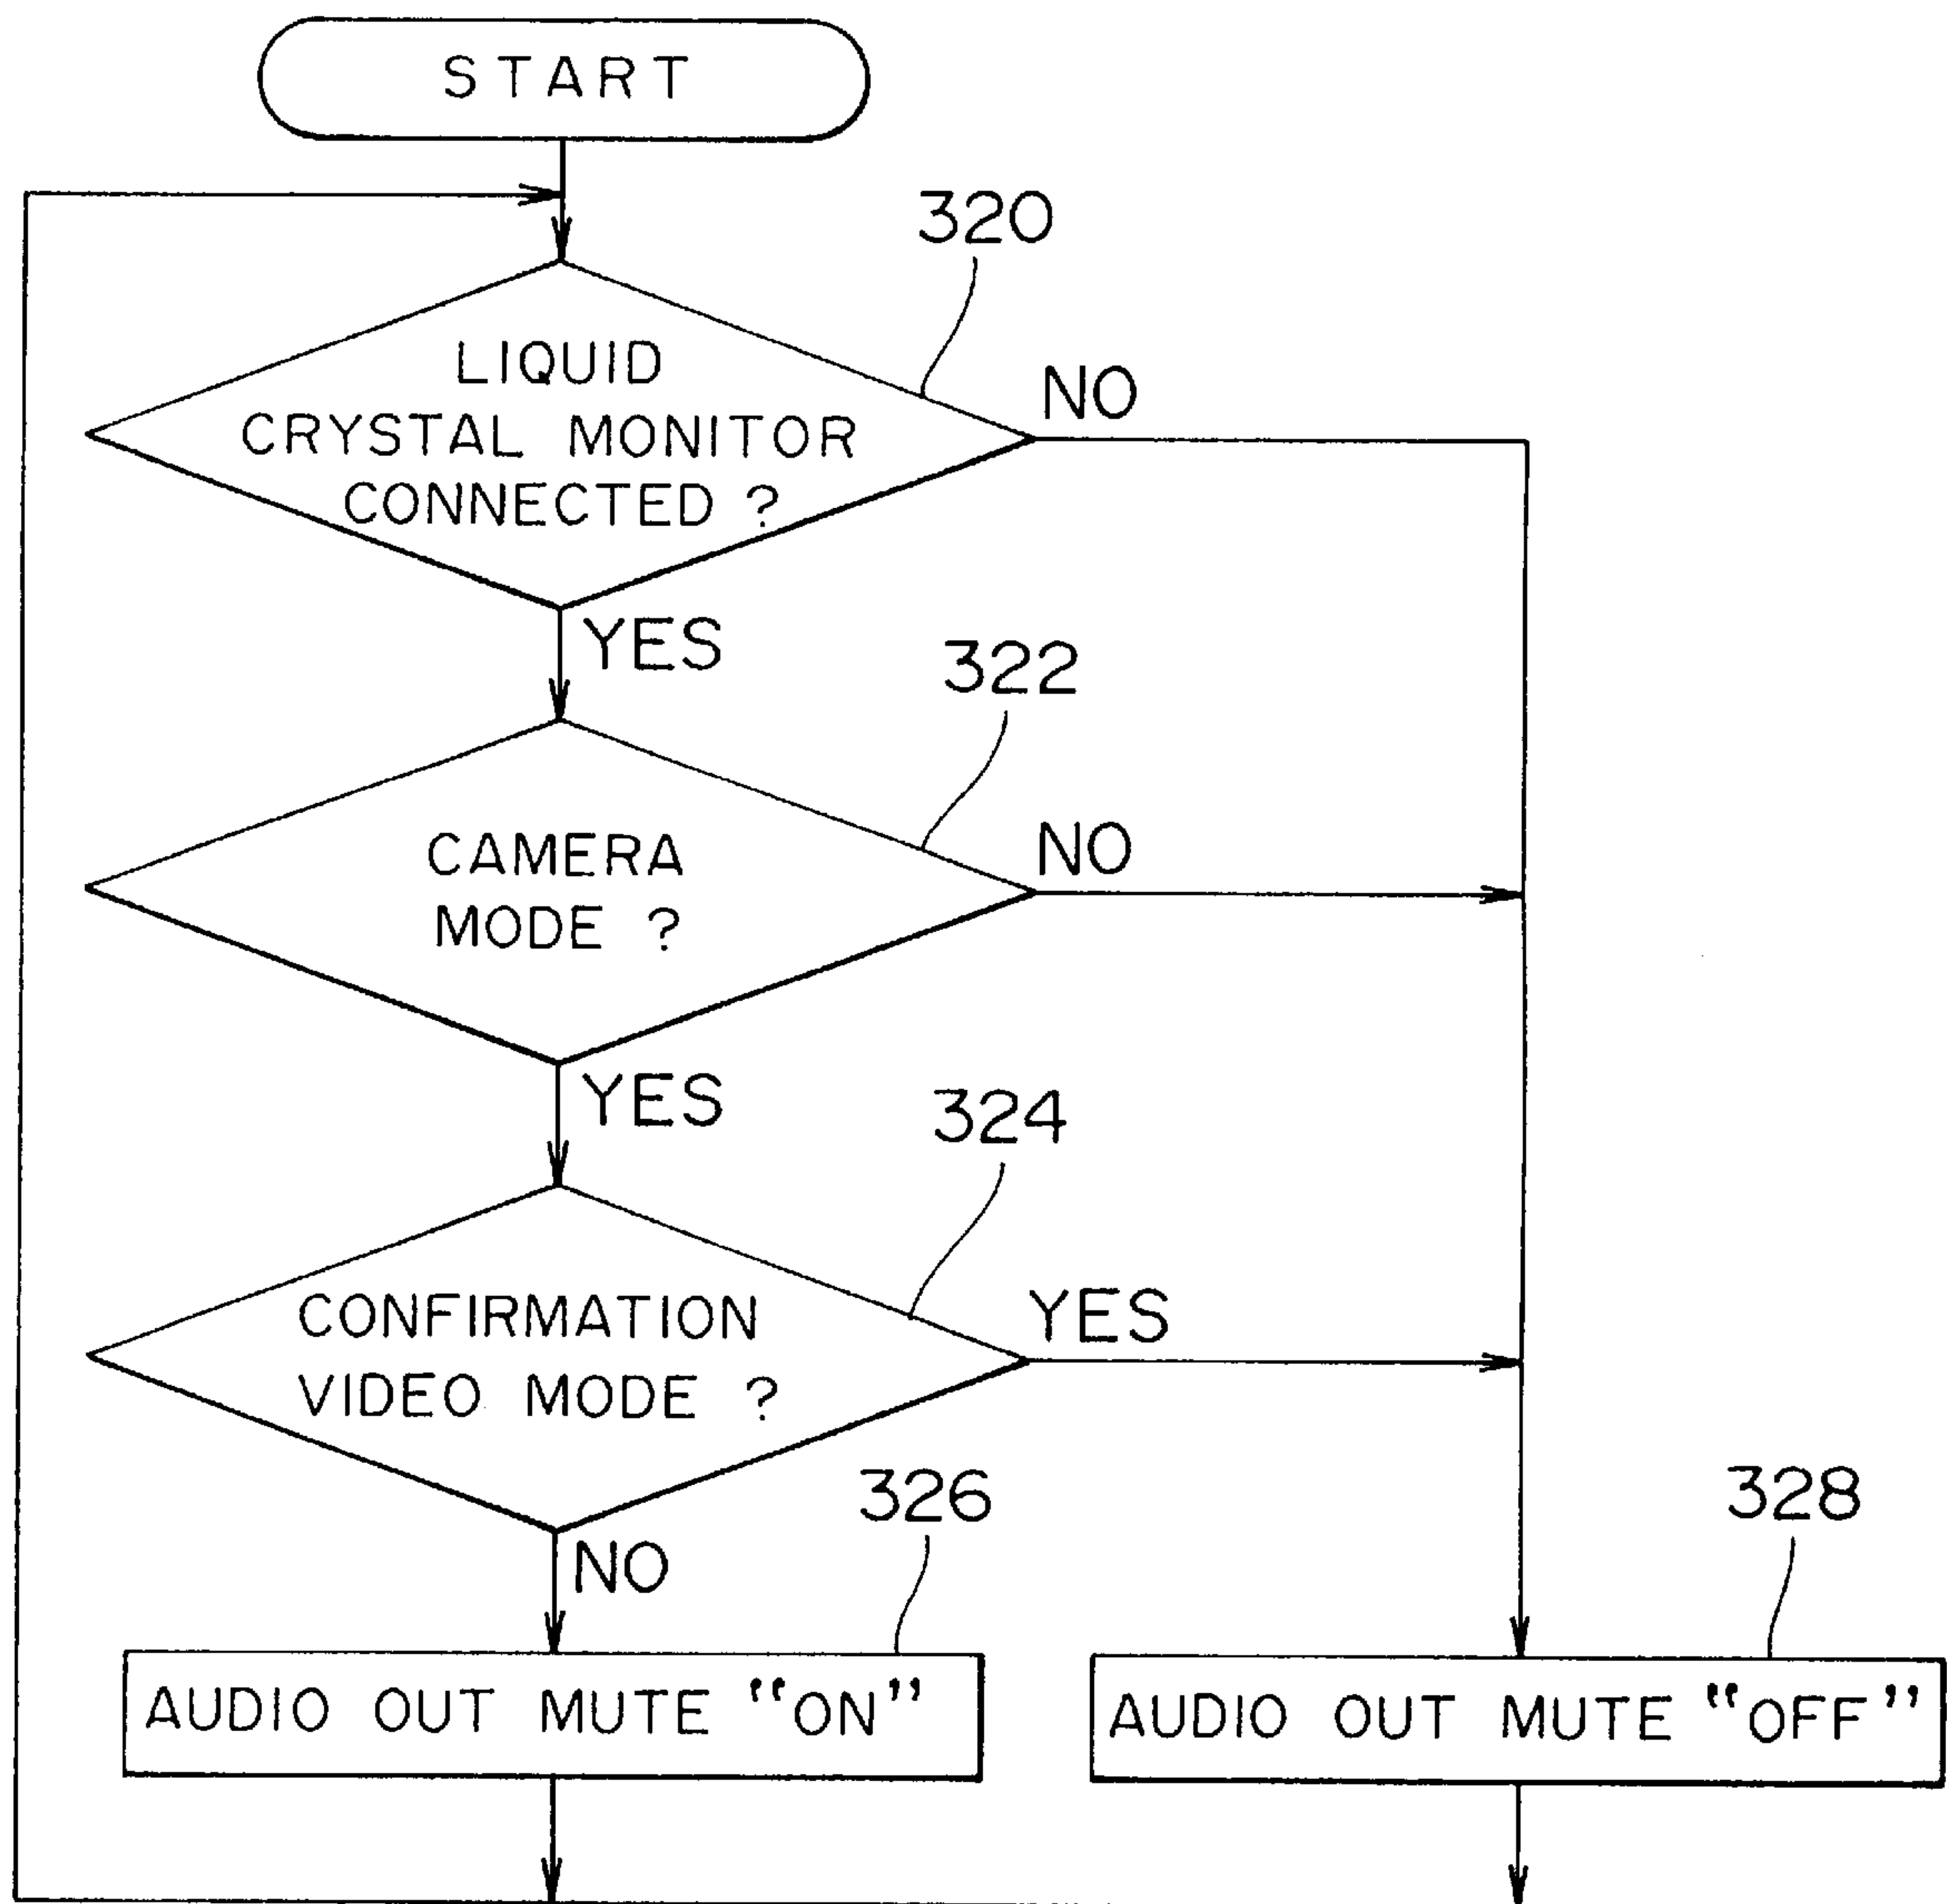 START
320
LIQUID
CRYSTAL MONITOR
CONNECTED ?
NO
YES
322
CAMERA
MODE ?
NO
YES
324
CONFIRMATION
VIDEO MODE ?
YES
NO
326
AUDIO OUT MUTE “ON”
328
AUDIO OUT MUTE “OFF”